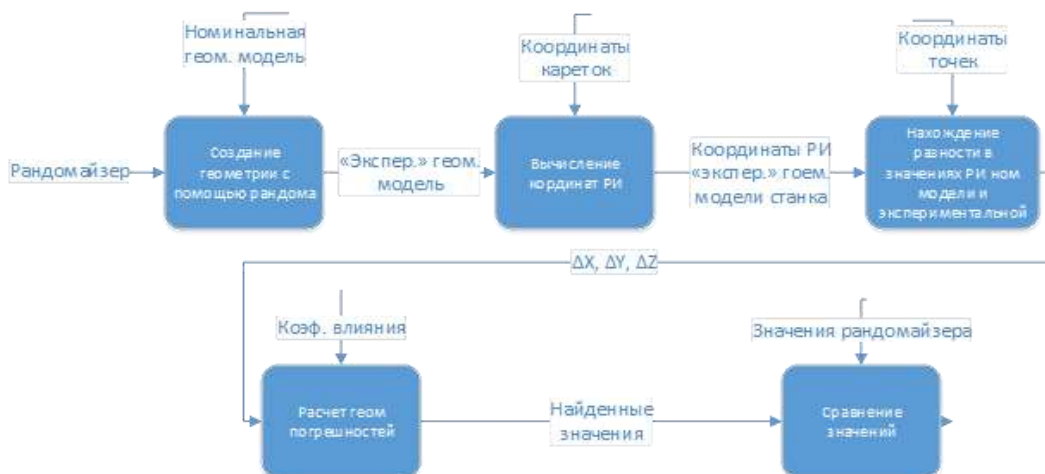 Номинальная
геом. модель
Координаты
кареток
Координаты
точек
Рандомайзер
Создание
геометрии с
помощью рандома
«Экспер.» геом.
модель
Вычисление
кординат РИ
Координаты РИ
«экспер.» гоем.
модели станка
Нахождение
разности в
значениях РИ ном
модели и
экспериментальной
ΔX, ΔY, ΔZ
Коэф. влияния
Значения рандомайзера
Расчет геом
погрешностей
Найденные
значения
Сравнение
значений